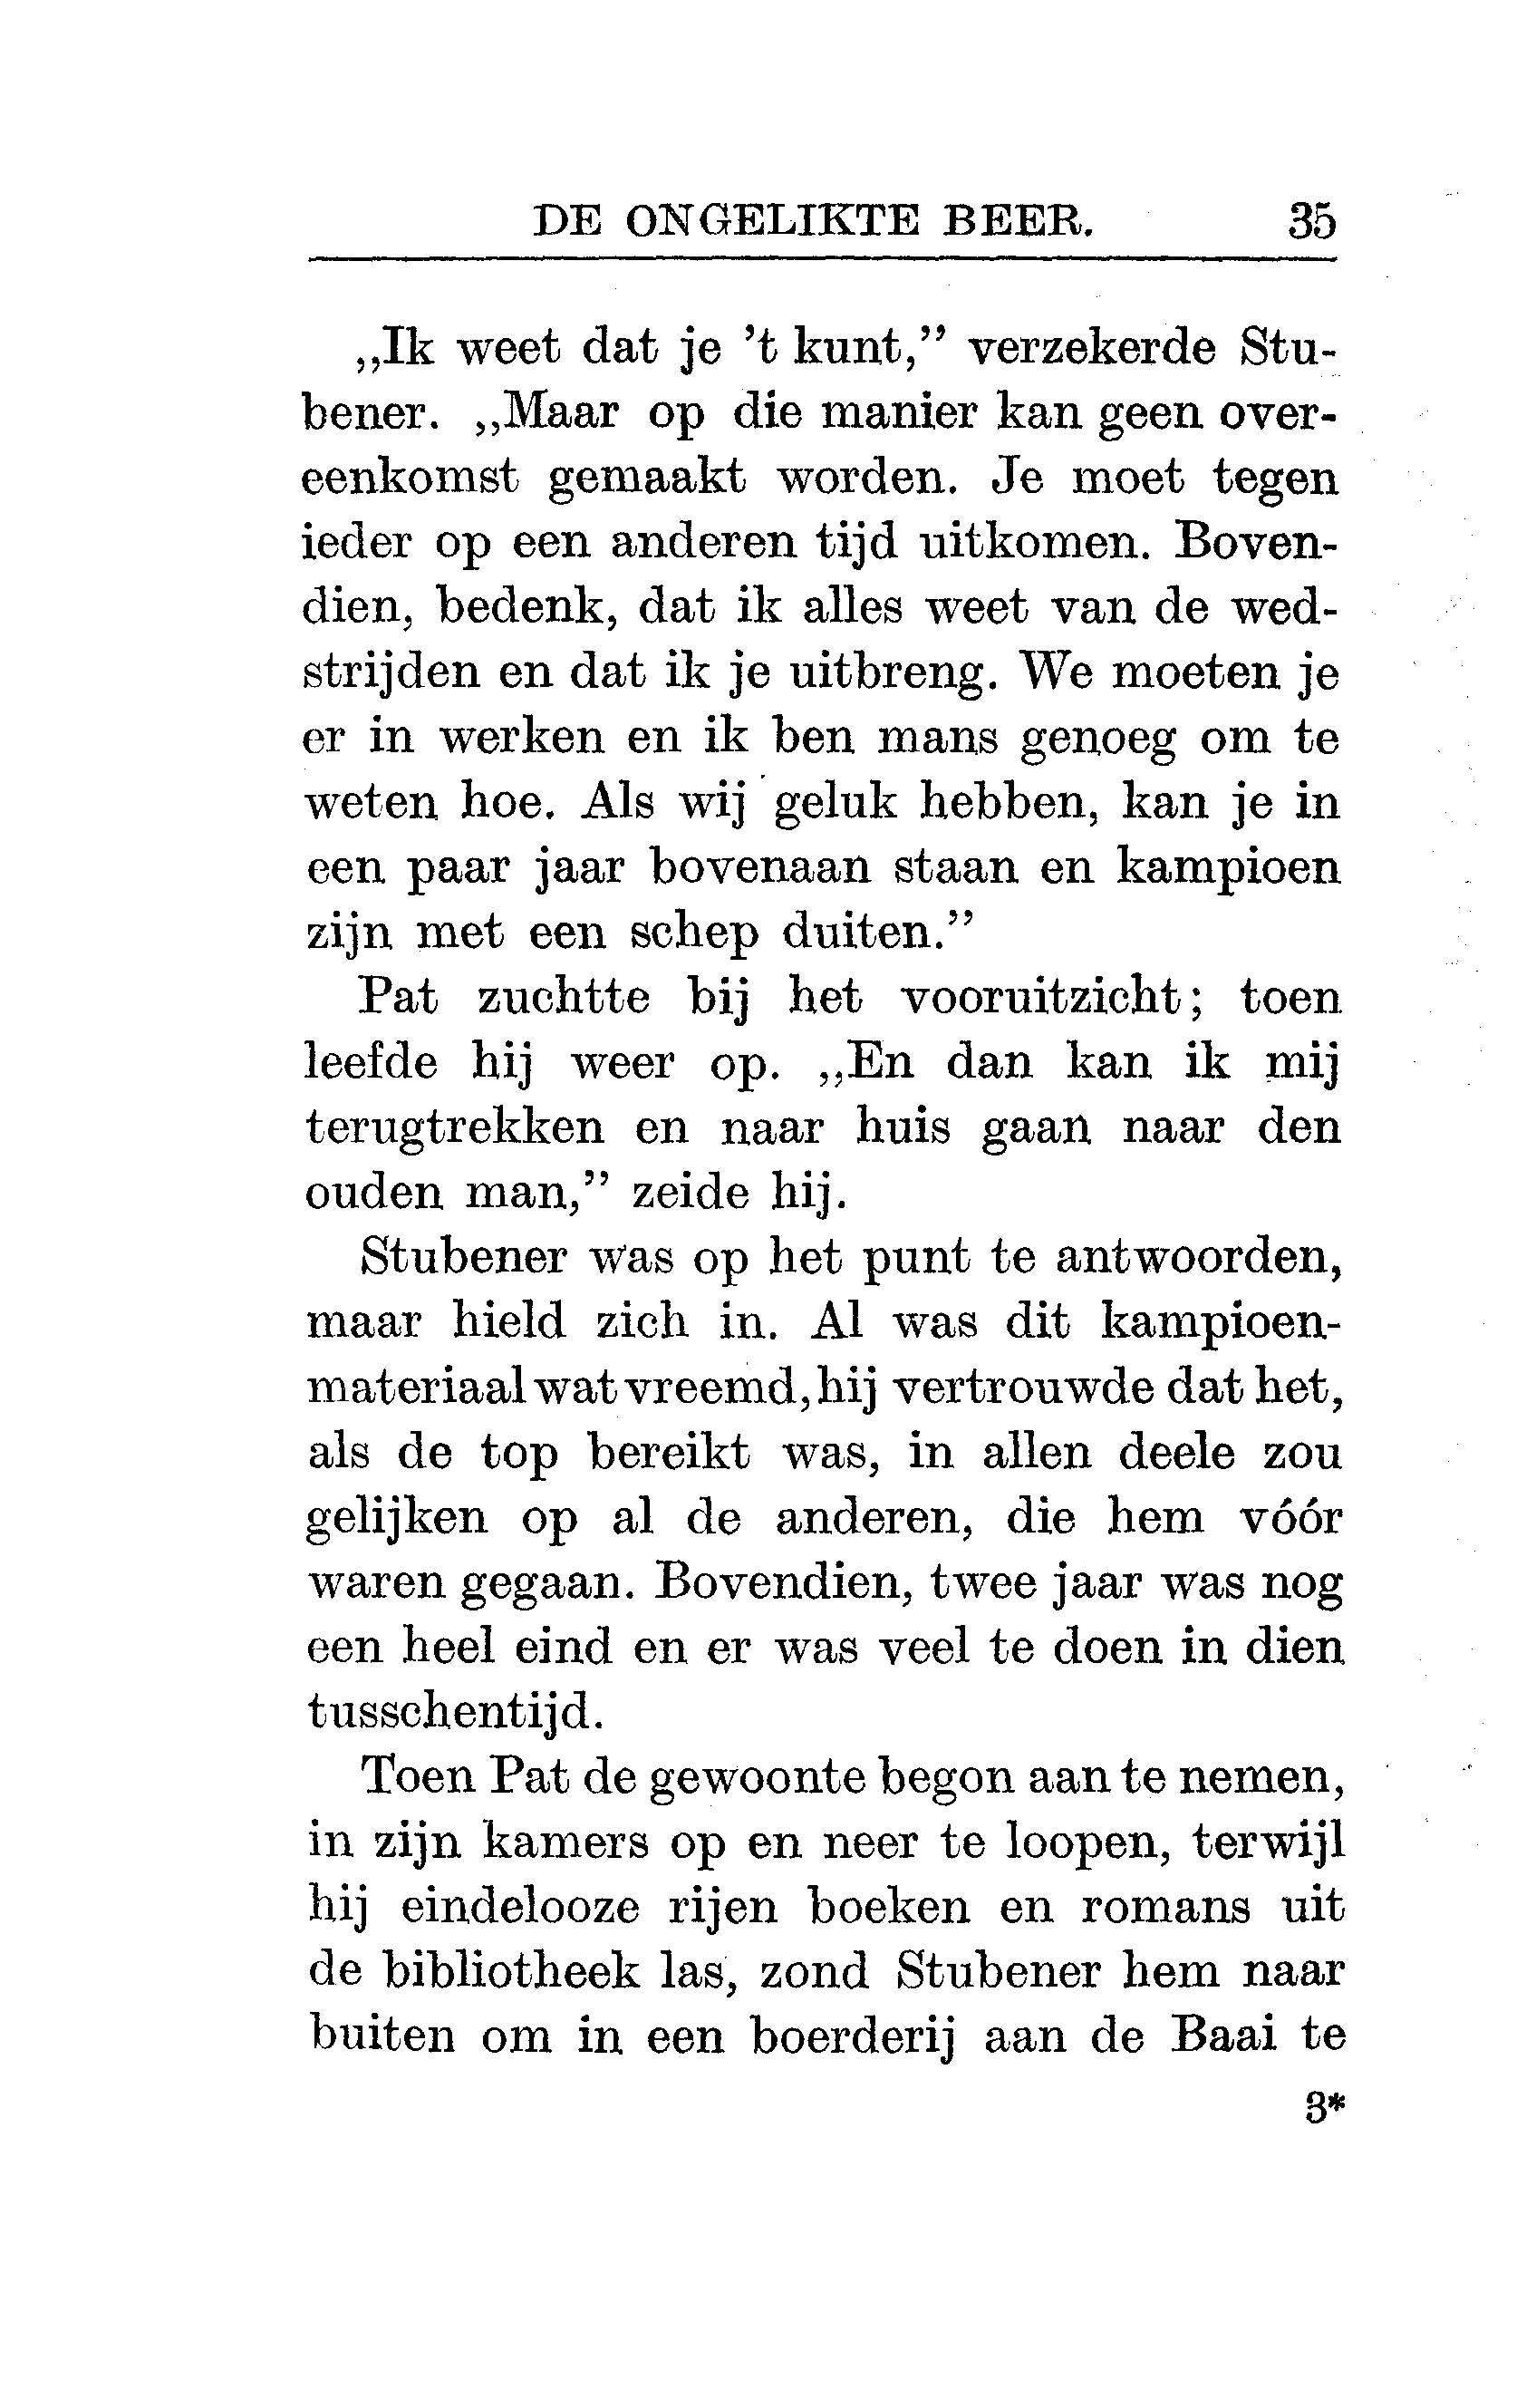 DE ONGELIKTE BEER. 35
„Ik weet dat je ’t kunt,” verzekerde Stu-
bener. „Maar op die manier kan geen over-
eenkomst gemaakt worden. Je moet tegen
ieder op een anderen tijd uitkomen. Boven-
dien, bedenk, dat ik alles weet van de wed-
strijden en dat ik je uitbreng. We moeten je
er in werken en ik ben mans genoeg om te
weten hoe. Als wij geluk hebben, kan je in
een paar jaar bovenaan staan en kampioen
zijn met een schep duiten.”
Pat zuchtte bij het vooruitzicht; toen
leefde hij weer op. „En dan kan ik mij
terugtrekken en naar huis gaan naar den
ouden man,” zeide hij.
Stubener was op het punt te antwoorden,
maar hield zich in. Al was dit kampioen-
materiaal wat vreemd, hij vertrouwde dat het,
als de top bereikt was, in allen deele zou
gelijken op al de anderen, die hem vóór
waren gegaan. Bovendien, twee jaar was nog
een heel eind en er was veel te doen in dien
tusschentijd.
Toen Pat de gewoonte begon aan te nemen,
in zijn kamers op en neer te loopen, terwijl
hij eindelooze rijen boeken en romans uit
de bibliotheek las, zond Stubener hem naar
buiten om in een boerderij aan de Baai te
3*